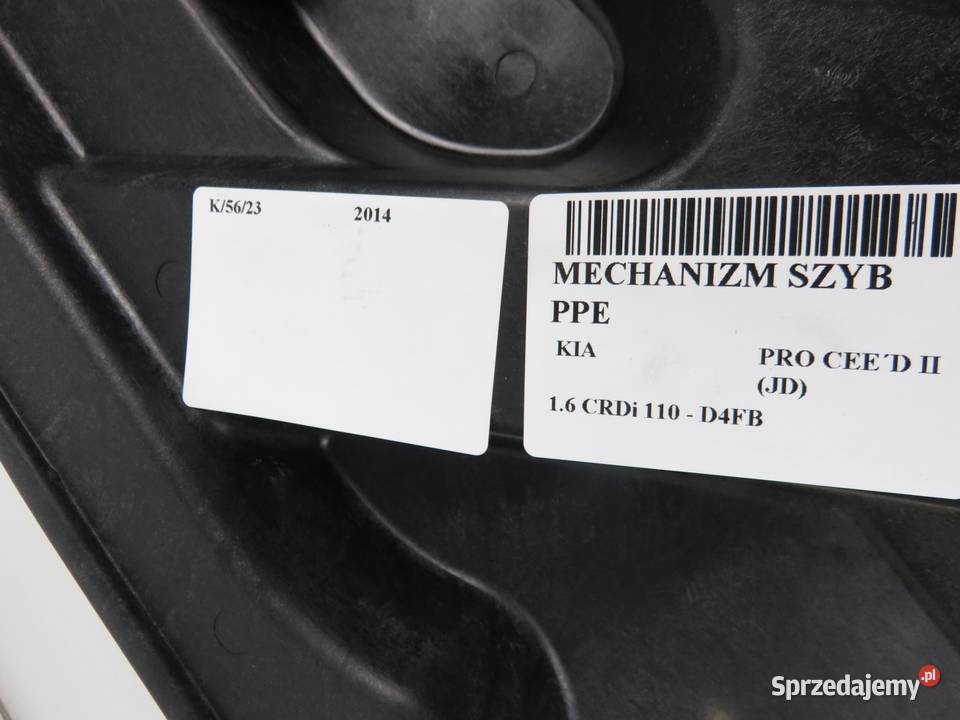 K/56/23 2014
MECHANIZM SZYB
PPE
KIA PRO CEE´D II
(JD)
1.6 CRDi 110 - D4FB
Sprzedajemy.pl